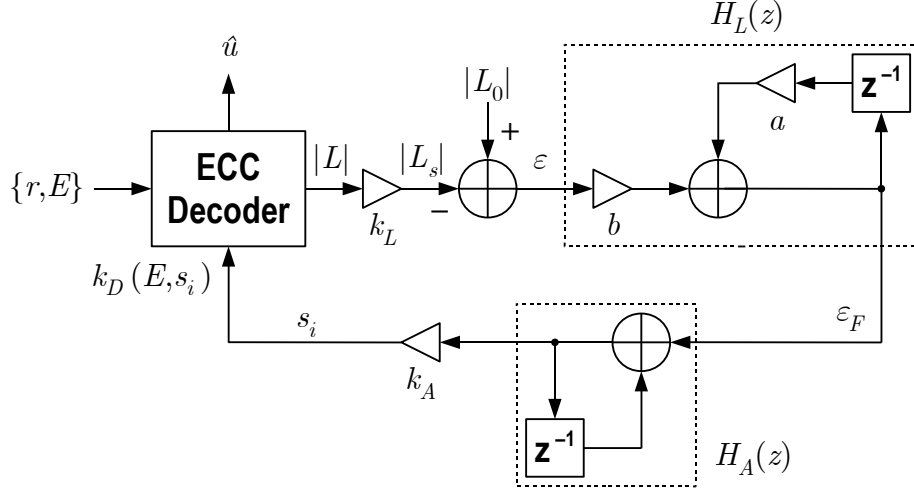 H_L(z)
û
|L_0|
z⁻¹
+
a
ECC
Decoder
|L|
|L_s|
ε
{r,E}
−
k_L
b
k_D(E,s_i)
s_i
ε_F
k_A
z⁻¹
H_A(z)